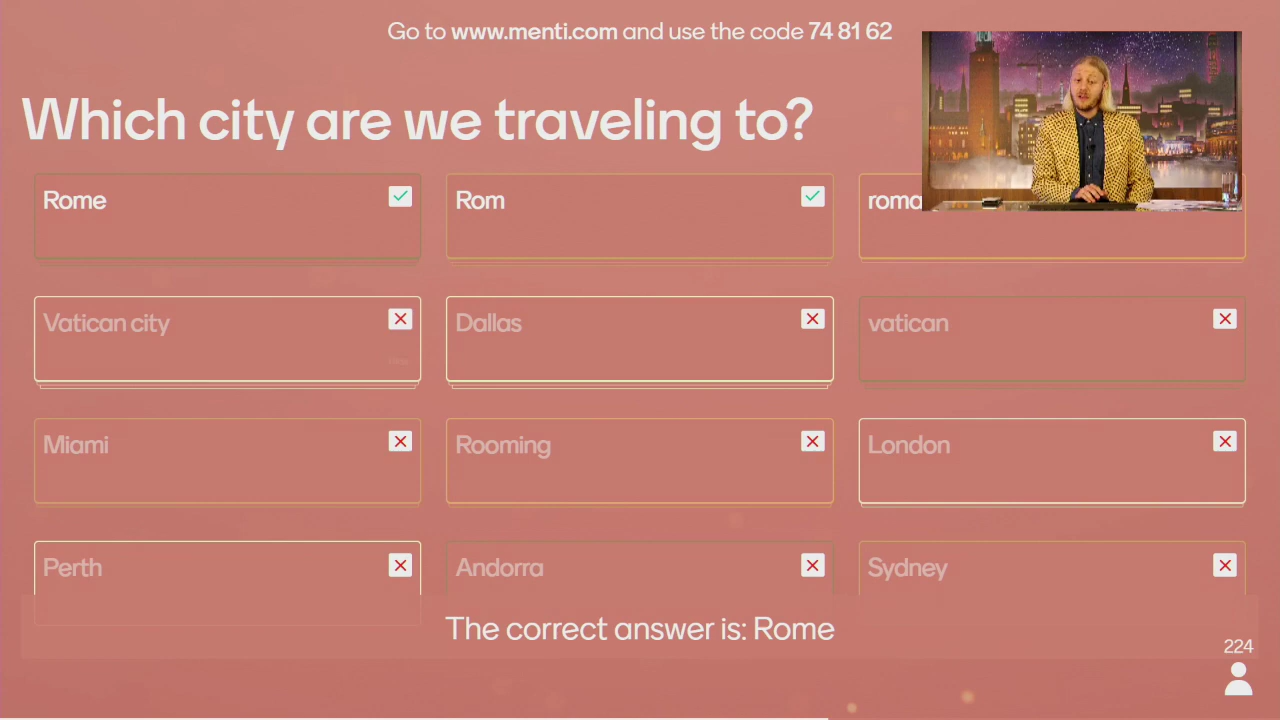 Go to www.menti.com and use the code 74 81 62
Which city are we traveling to?
Rome
Rom
roma
Vatican city
Dallas
vatican
Miami
Rooming
London
Perth
Andorra
Sydney
The correct answer is: Rome
224